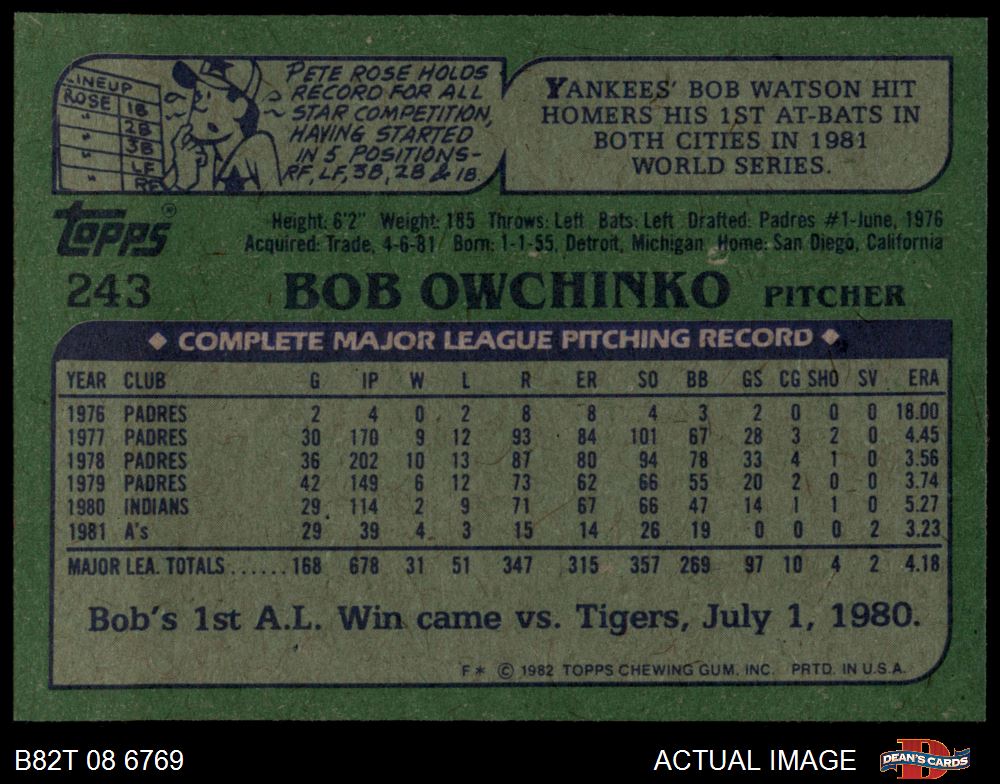 LINEUP
ROSE 1B
" 2B
" 3B
" LF
" RF
PETE ROSE HOLDS
RECORD FOR ALL
STAR COMPETITION,
HAVING STARTED
IN 5 POSITIONS-
RF, LF, 3B, 2B & 1B.
YANKEES' BOB WATSON HIT
HOMERS HIS 1ST AT-BATS IN
BOTH CITIES IN 1981
WORLD SERIES.
Topps®
Height: 6'2" Weight: 185 Throws: Left Bats: Left Drafted: Padres #1-June, 1976
Acquired: Trade, 4-6-81 Born: 1-1-55, Detroit, Michigan Home: San Diego, California
243 BOB OWCHINKO PITCHER
◆ COMPLETE MAJOR LEAGUE PITCHING RECORD ◆
YEAR CLUB G IP W L R ER SO BB GS CG SHO SV ERA
1976 PADRES 2 4 0 2 8 8 4 3 2 0 0 0 18.00
1977 PADRES 30 170 9 12 93 84 101 67 28 3 2 0 4.45
1978 PADRES 36 202 10 13 87 80 94 78 33 4 1 0 3.56
1979 PADRES 42 149 6 12 73 62 66 55 20 2 0 0 3.74
1980 INDIANS 29 114 2 9 71 67 66 47 14 1 1 0 5.27
1981 A's 29 39 4 3 15 14 26 19 0 0 0 2 3.23
MAJOR LEA. TOTALS......168 678 31 51 347 315 357 269 97 10 4 2 4.18
Bob's 1st A.L. Win came vs. Tigers, July 1, 1980.
F* © 1982 TOPPS CHEWING GUM, INC. PRTD. IN U.S.A.
B82T 08 6769 ACTUAL IMAGE DEAN'S CARDS